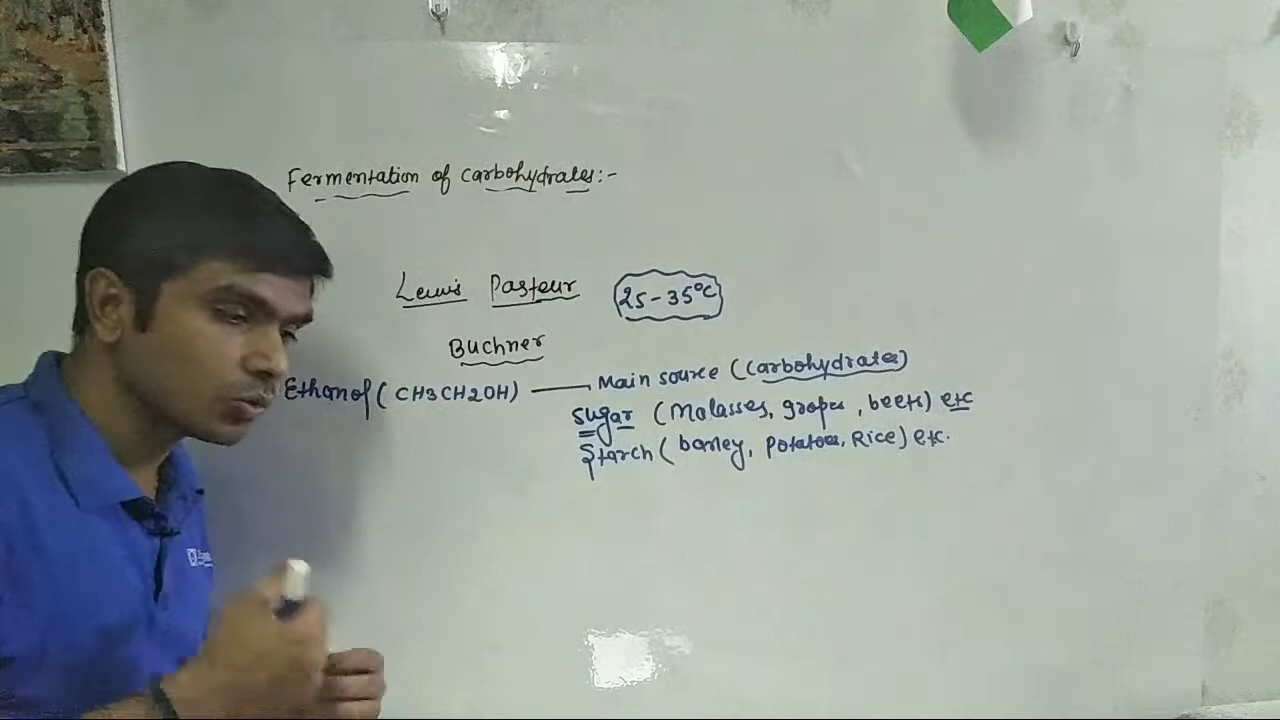 Fermentation of carbohydrates:-
Lewis Pasteur 25-35°C
Buchner
Ethanol (CH3CH2OH) — Main source (carbohydrates)
sugar (Molasses, grapes, beets) etc
Starch (barley, potatoes, Rice) etc.